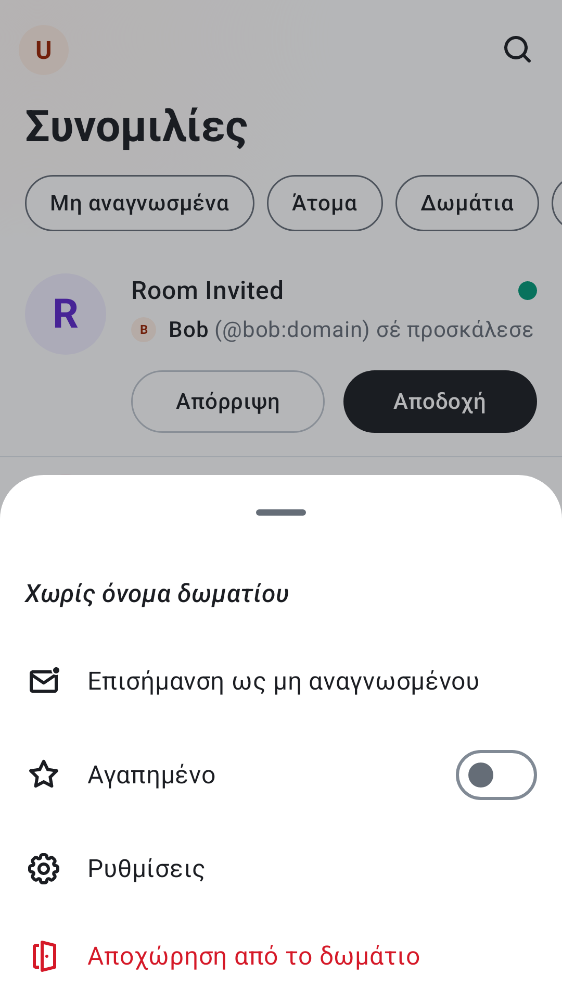 U
Συνομιλίες
Μη αναγνωσμένα
Άτομα
Δωμάτια
R
Room Invited
B Bob (@bob:domain) σέ προσκάλεσε
Απόρριψη
Αποδοχή
Χωρίς όνομα δωματίου
Επισήμανση ως μη αναγνωσμένου
Αγαπημένο
Ρυθμίσεις
Αποχώρηση από το δωμάτιο